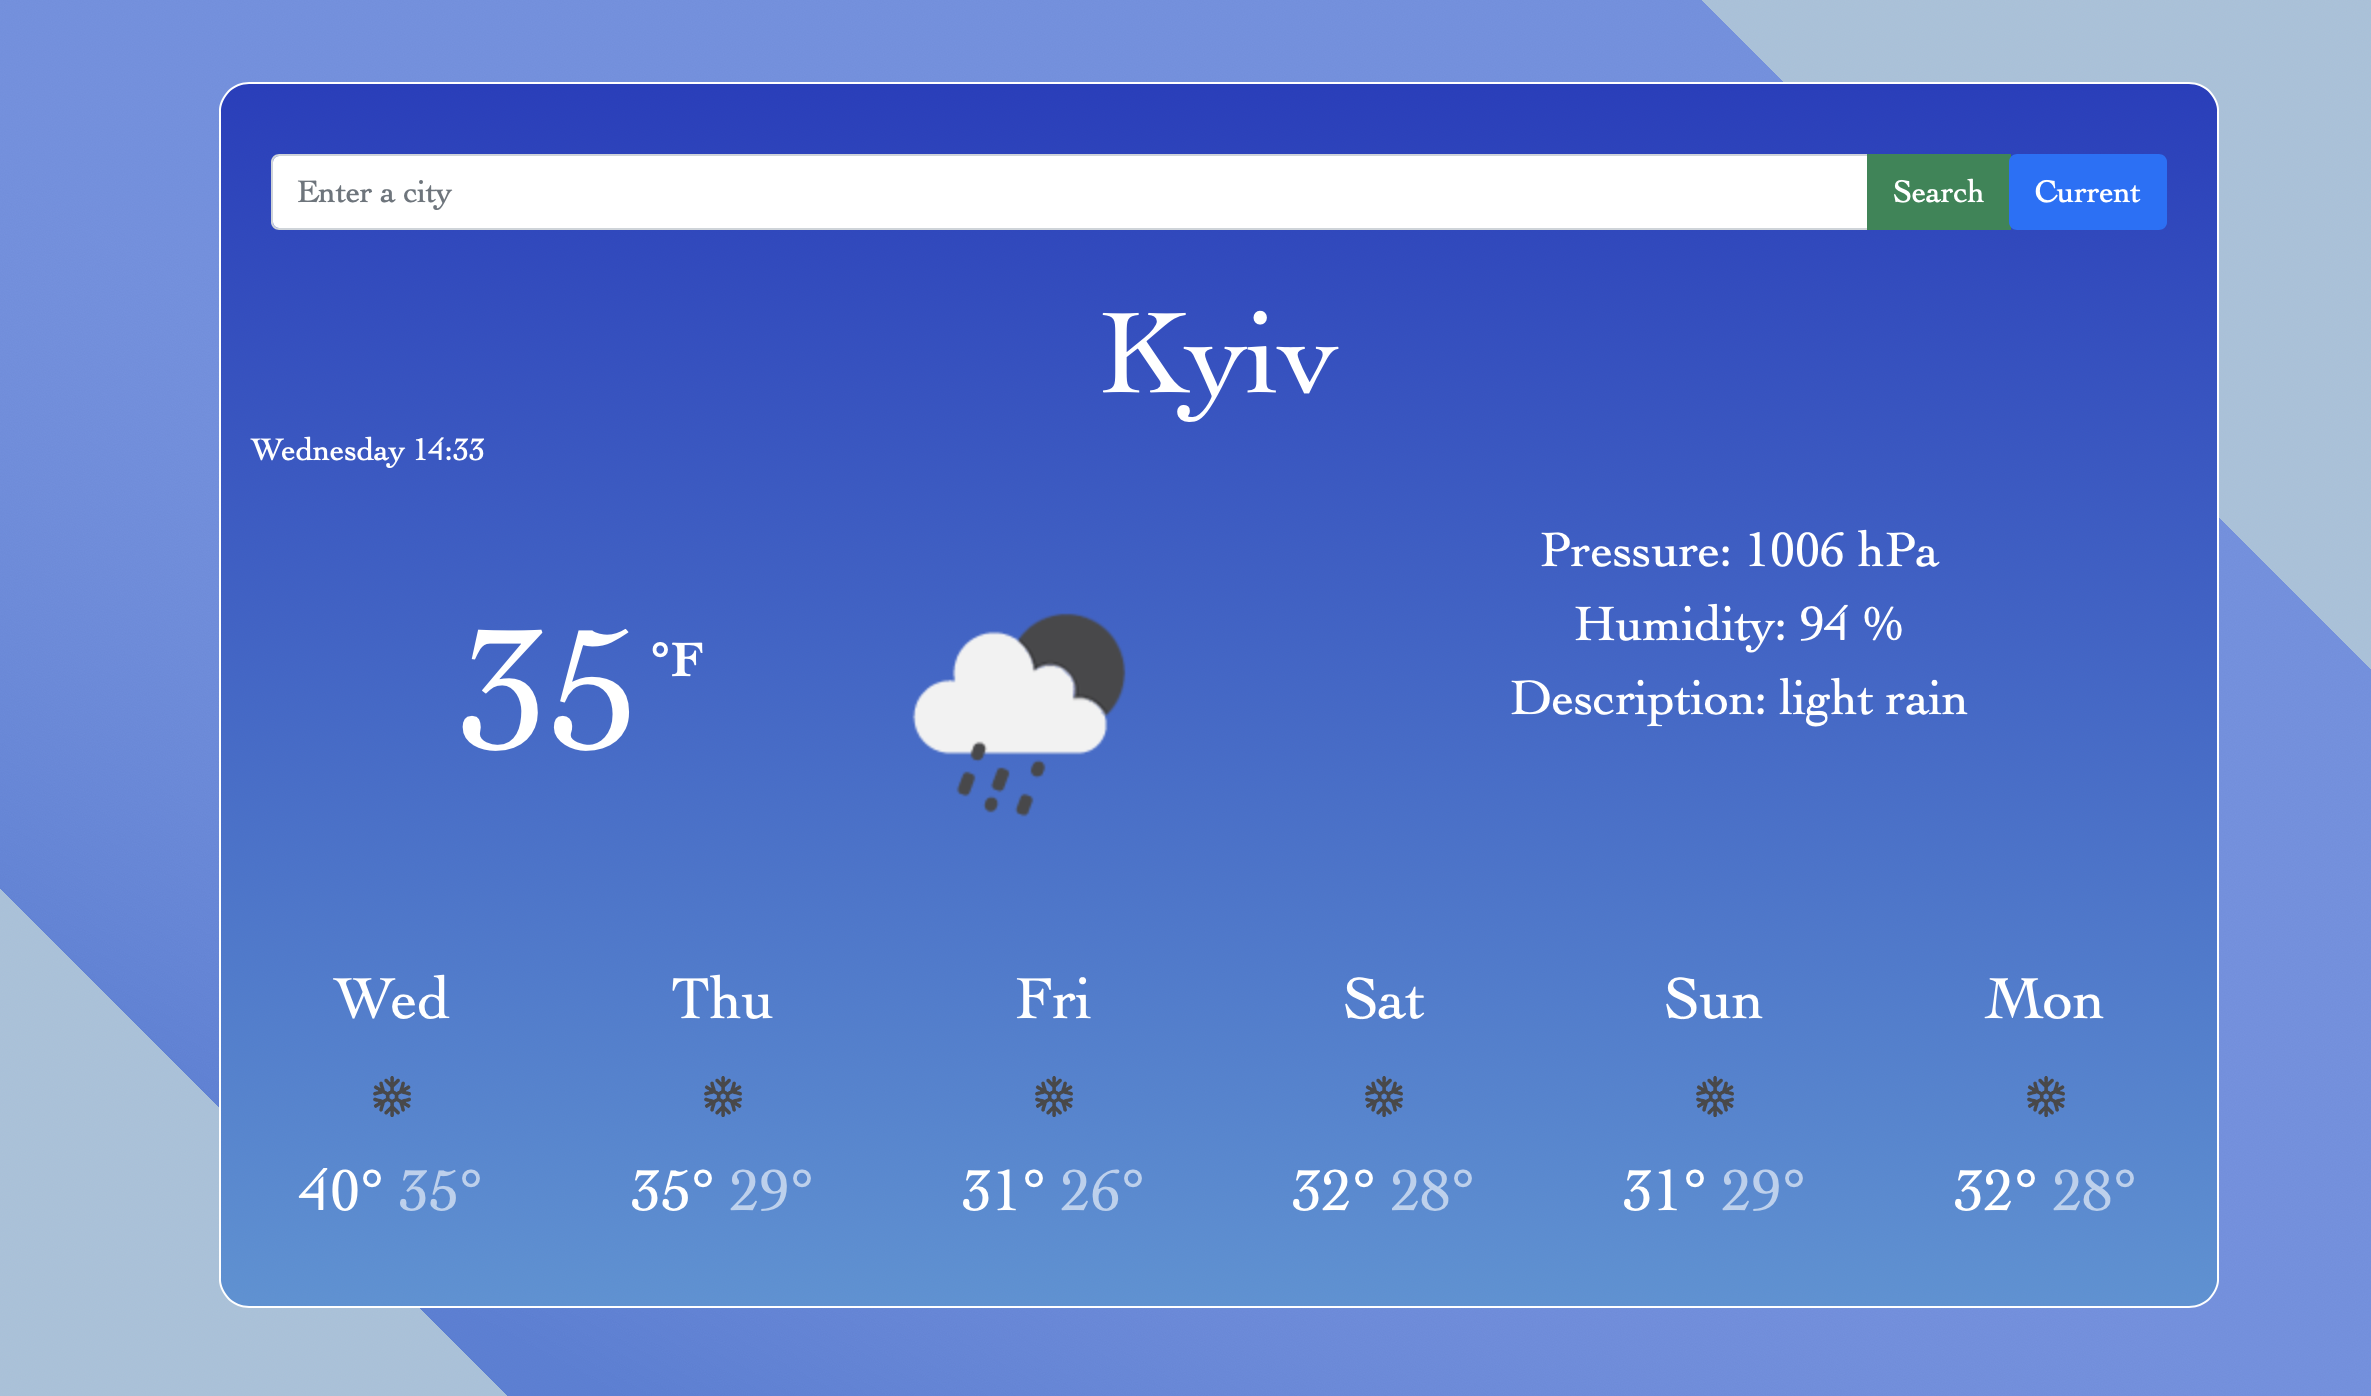 Enter a city Search Current
Kyiv
Wednesday 14:33
35 °F
Pressure: 1006 hPa
Humidity: 94 %
Description: light rain
Wed Thu Fri Sat Sun Mon
40° 35° 35° 29° 31° 26° 32° 28° 31° 29° 32° 28°